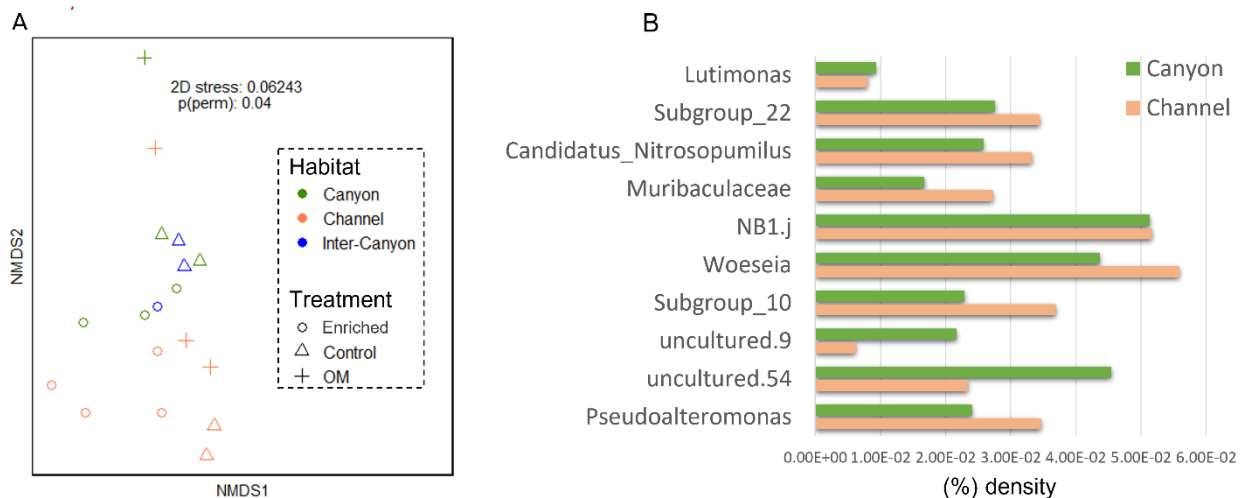 A
2D stress: 0.06243
p(perm): 0.04
Habitat
Canyon
Channel
Inter-Canyon
Treatment
Enriched
Control
OM
NMDS2
NMDS1
B
Canyon
Channel
Lutimonas
Subgroup_22
Candidatus_Nitrosopumilus
Muribaculaceae
NB1.j
Woeseia
Subgroup_10
uncultured.9
uncultured.54
Pseudoalteromonas
0.00E+00 1.00E-02 2.00E-02 3.00E-02 4.00E-02 5.00E-02 6.00E-02
(%) density